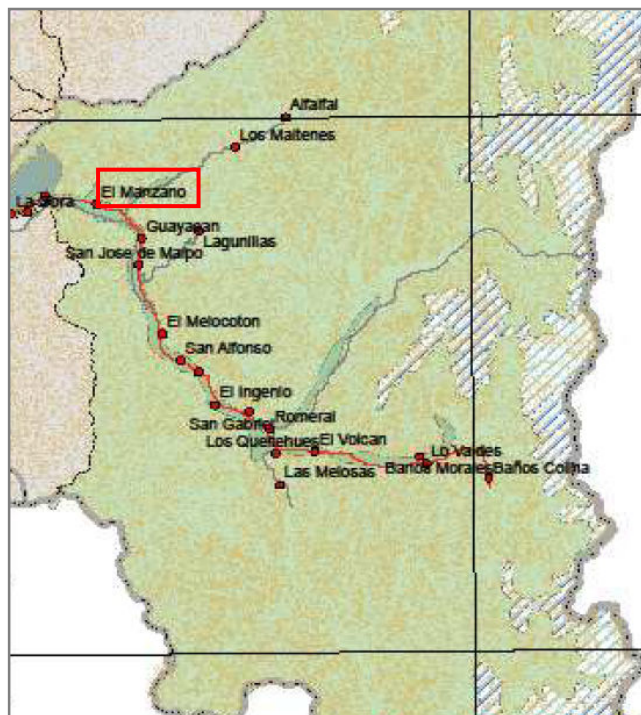 Alfalfal
Los Maitenes
El Manzano
La Obra
Guayacan
Lagunillas
San Jose de Maipo
El Melocoton
San Alfonso
El Ingenio
San Gabriel
Romeral
Los Queltehues
El Volcan
Lo Valdes
Las Melosas
Baños Morales
Baños Colina